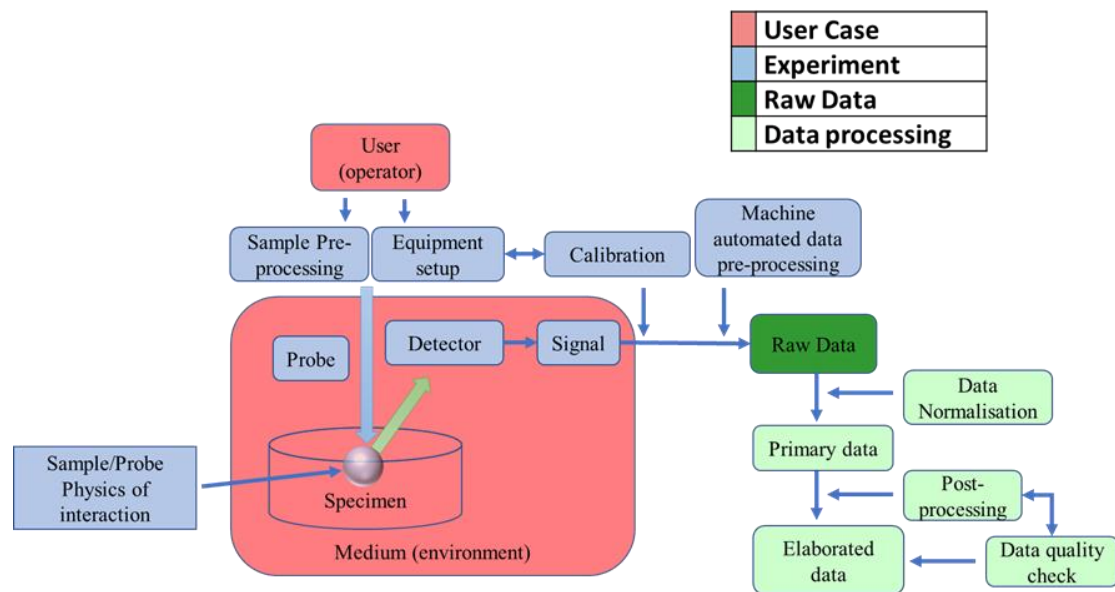 User Case
Experiment
Raw Data
Data processing
User
(operator)
Sample Pre-
processing
Equipment
setup
Calibration
Machine
automated data
pre-processing
Probe
Detector
Signal
Raw Data
Data
Normalisation
Primary data
Sample/Probe
Physics of
interaction
Specimen
Post-
processing
Medium (environment)
Elaborated
data
Data quality
check